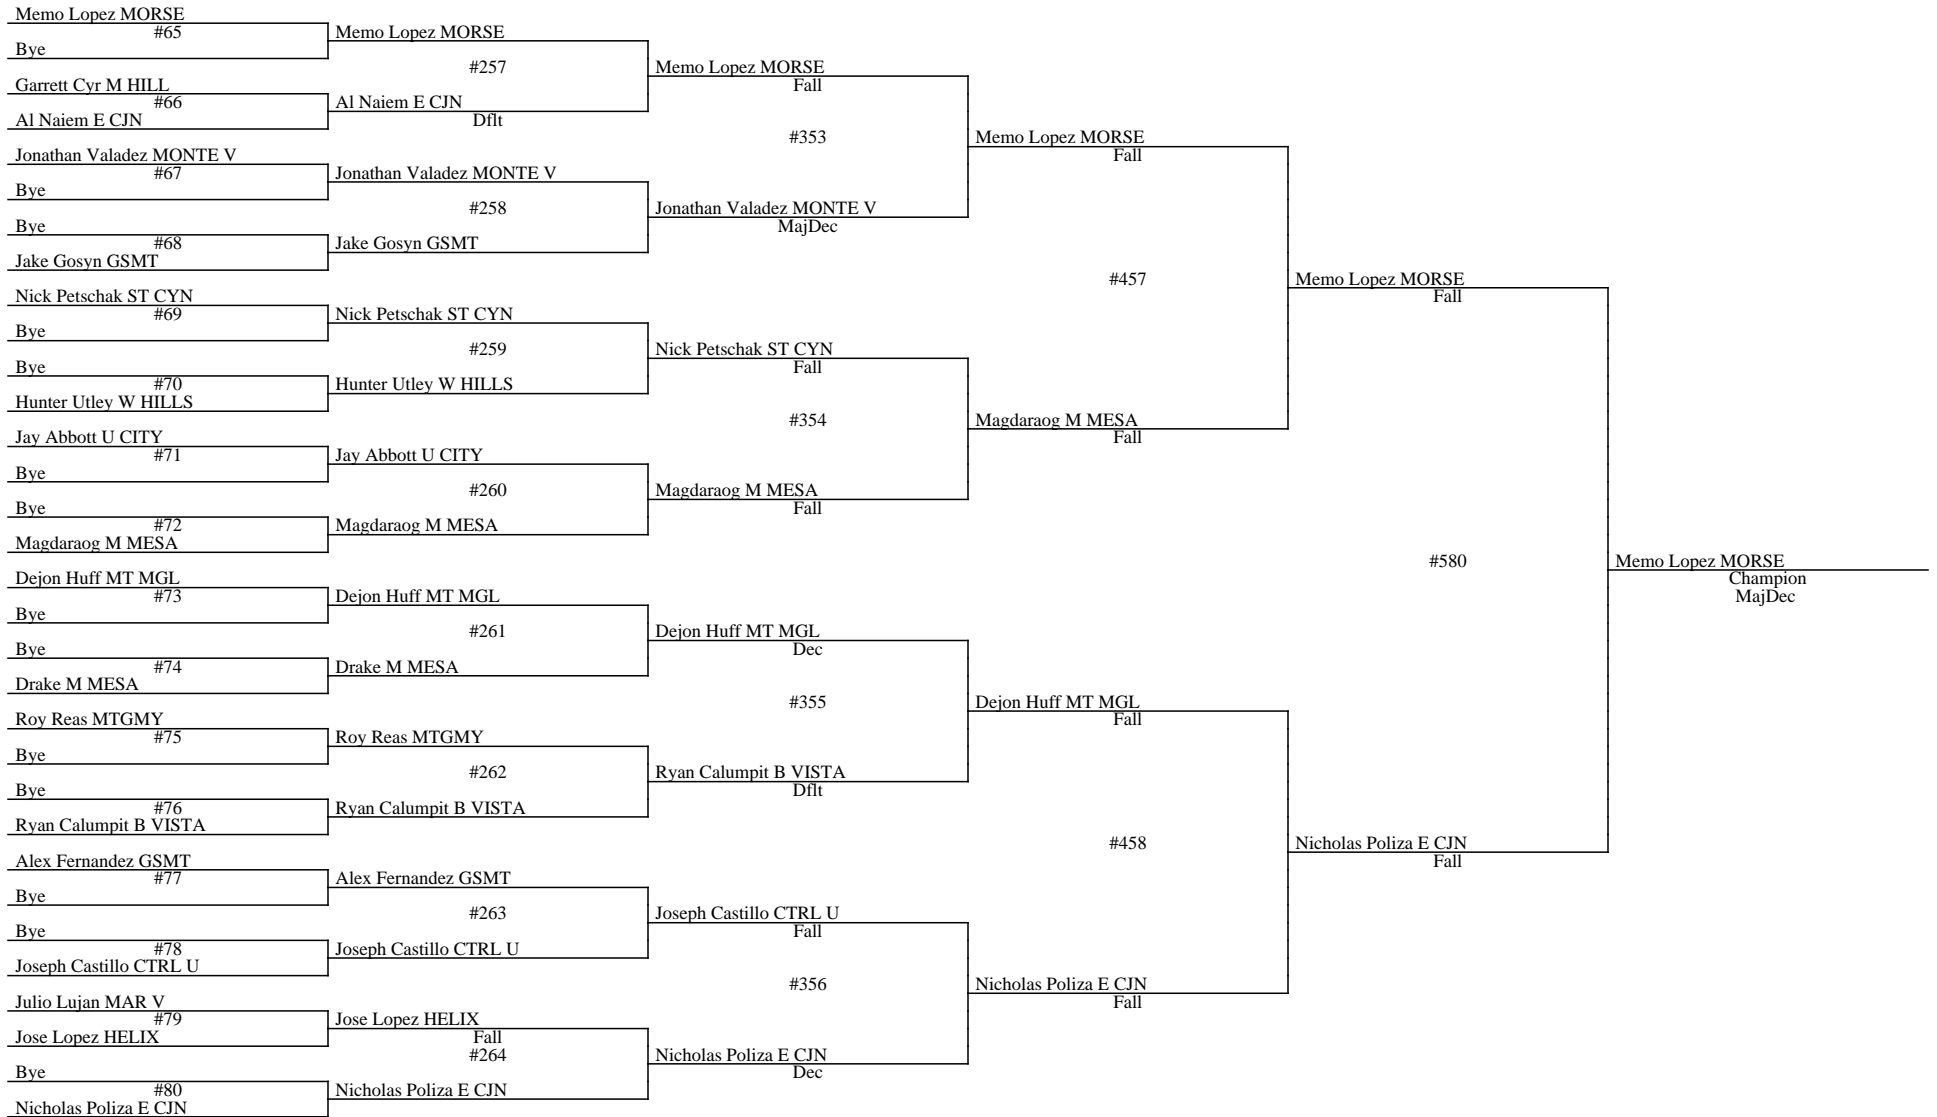 Memo Lopez MORSE
#65
Bye
Garrett Cyr M HILL
#66
Al Naiem E CJN
Jonathan Valadez MONTE V
#67
Bye
Bye
#68
Jake Gosyn GSMT
Nick Petschak ST CYN
#69
Bye
Bye
#70
Hunter Utley W HILLS
Jay Abbott U CITY
#71
Bye
Bye
#72
Magdaraog M MESA
Dejon Huff MT MGL
#73
Bye
Bye
#74
Drake M MESA
Roy Reas MTGMY
#75
Bye
Bye
#76
Ryan Calumpit B VISTA
Alex Fernandez GSMT
#77
Bye
Bye
#78
Joseph Castillo CTRL U
Julio Lujan MAR V
#79
Jose Lopez HELIX
Bye
#80
Nicholas Poliza E CJN
Memo Lopez MORSE
#257
Al Naiem E CJN
Dflt
Jonathan Valadez MONTE V
#258
Jake Gosyn GSMT
Nick Petschak ST CYN
#259
Hunter Utley W HILLS
Jay Abbott U CITY
#260
Magdaraog M MESA
Dejon Huff MT MGL
#261
Drake M MESA
Roy Reas MTGMY
#262
Ryan Calumpit B VISTA
Alex Fernandez GSMT
#263
Joseph Castillo CTRL U
Jose Lopez HELIX
Fall
#264
Nicholas Poliza E CJN
Memo Lopez MORSE
Fall
#353
Jonathan Valadez MONTE V
MajDec
Nick Petschak ST CYN
Fall
#354
Magdaraog M MESA
Fall
Dejon Huff MT MGL
Dec
#355
Ryan Calumpit B VISTA
Dflt
Joseph Castillo CTRL U
Fall
#356
Nicholas Poliza E CJN
Dec
Memo Lopez MORSE
Fall
#457
Magdaraog M MESA
Fall
Dejon Huff MT MGL
Fall
#458
Nicholas Poliza E CJN
Fall
Memo Lopez MORSE
Fall
#580
Nicholas Poliza E CJN
Fall
Memo Lopez MORSE
Champion
MajDec